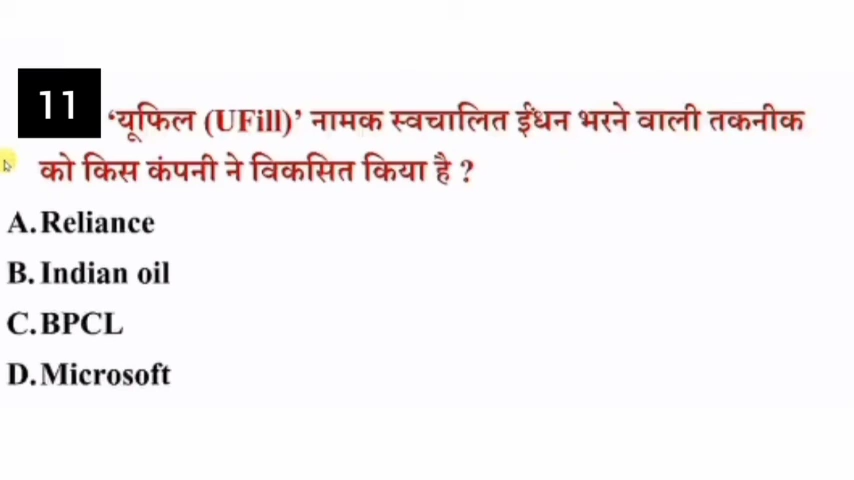 11
‘यूफिल (UFill)’ नामक स्वचालित ईंधन भरने वाली तकनीक
को किस कंपनी ने विकसित किया है ?
A.Reliance
B.Indian oil
C.BPCL
D.Microsoft